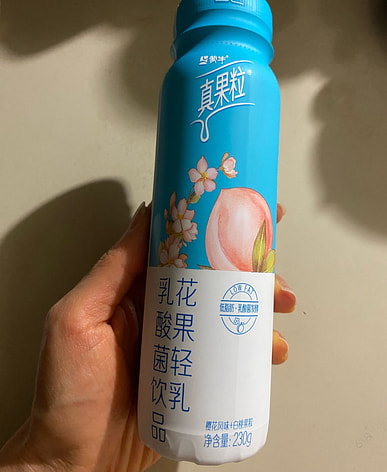 蒙牛
真果粒
花果轻乳
乳酸菌饮品
LOW FAT
低脂肪·乳酸菌发酵
樱花风味+白桃果粒
净含量:230g